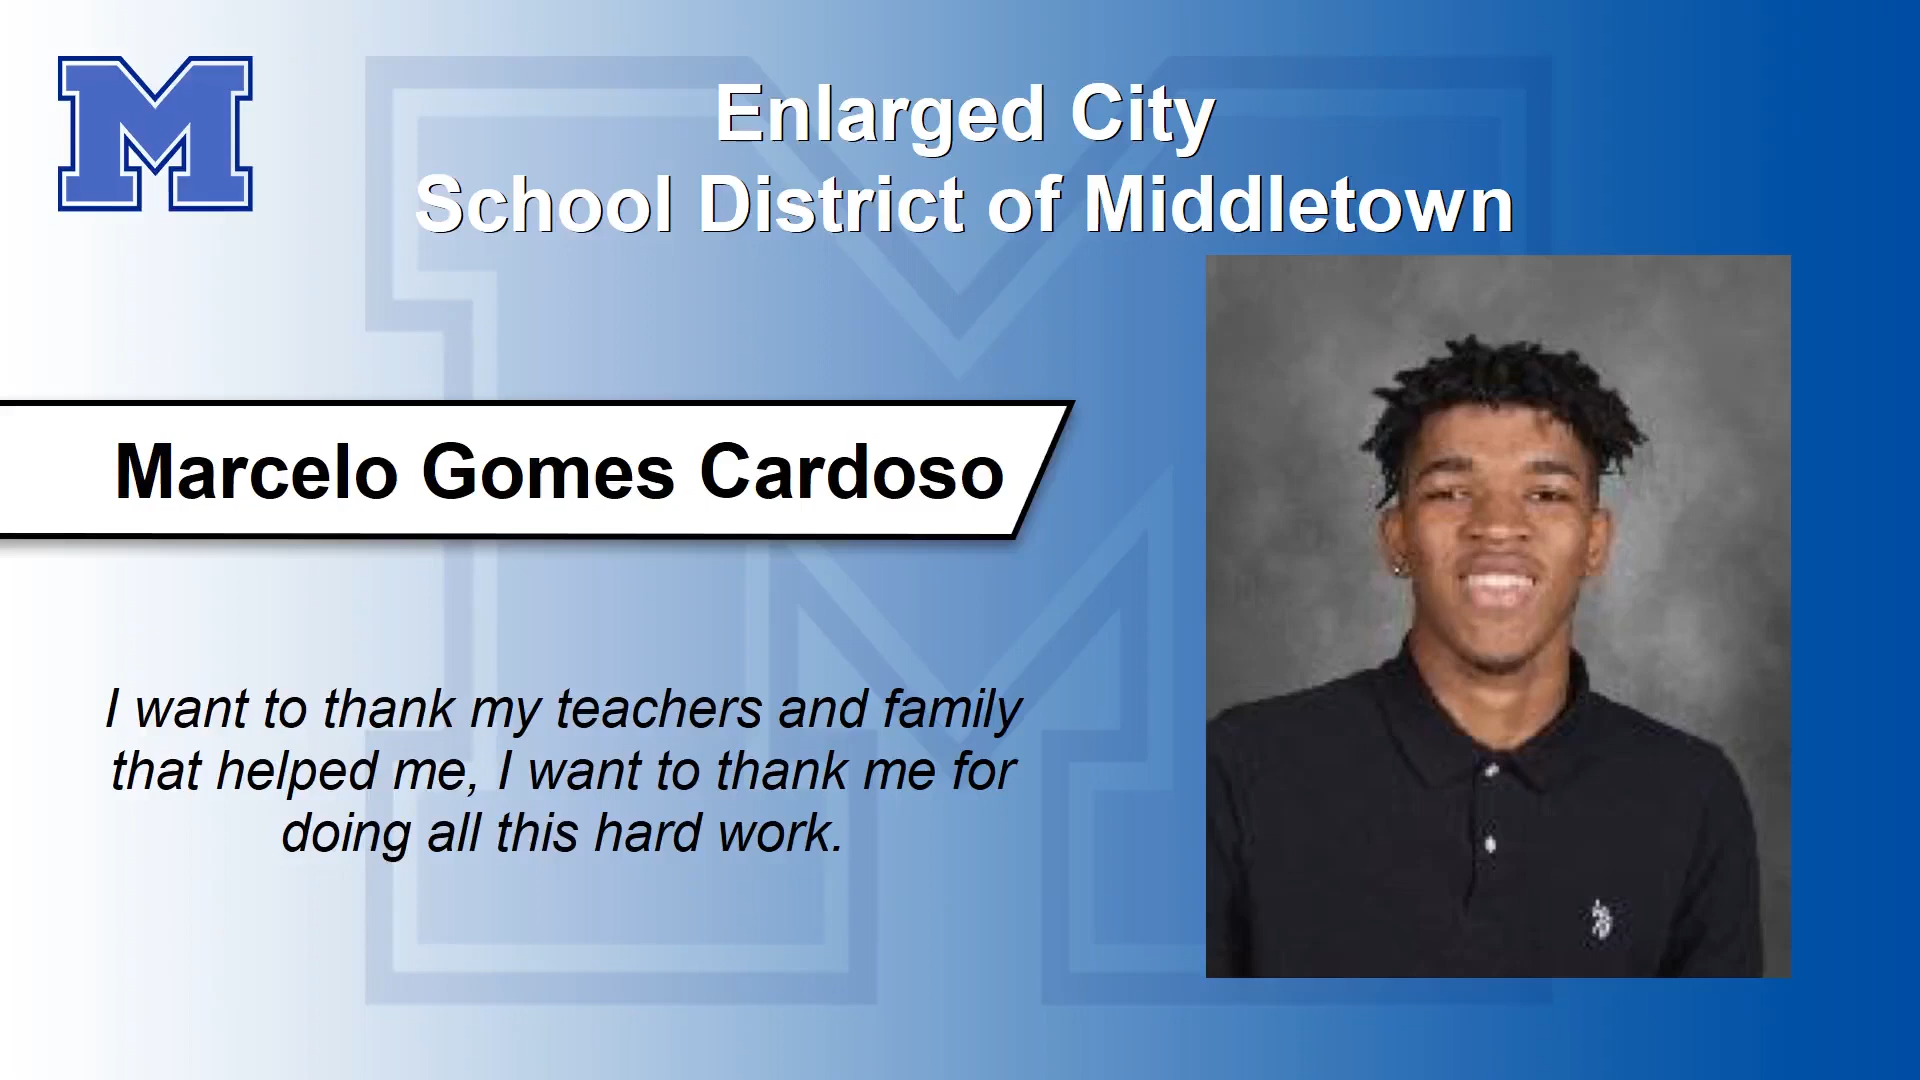 M
Enlarged City
School District of Middletown
Marcelo Gomes Cardoso
I want to thank my teachers and family
that helped me, I want to thank me for
doing all this hard work.